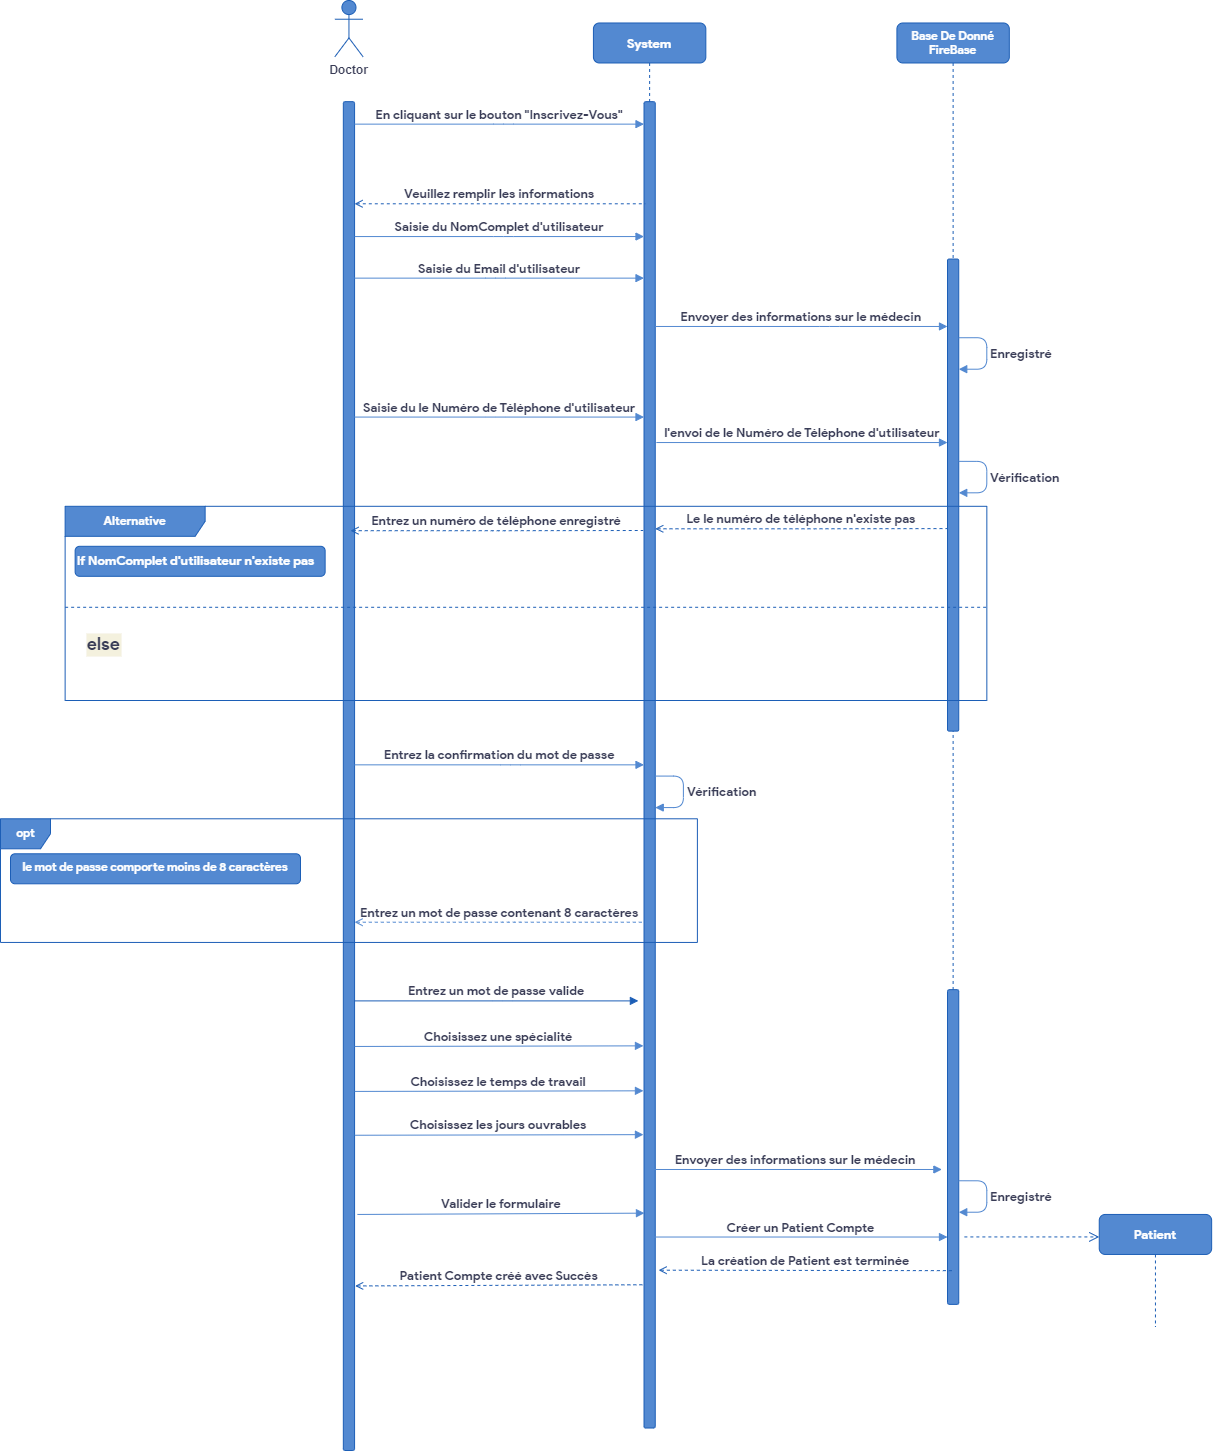 Doctor
System
Base De Donné
FireBase
En cliquant sur le bouton "Inscrivez-Vous"
Veuillez remplir les informations
Saisie du NomComplet d'utilisateur
Saisie du Email d'utilisateur
Envoyer des informations sur le médecin
Enregistré
Saisie du le Numéro de Téléphone d'utilisateur
l'envoi de le Numéro de Téléphone d'utilisateur
Vérification
Alternative
Entrez un numéro de téléphone enregistré
Le le numéro de téléphone n'existe pas
If NomComplet d'utilisateur n'existe pas
else
Entrez la confirmation du mot de passe
Vérification
opt
le mot de passe comporte moins de 8 caractères
Entrez un mot de passe contenant 8 caractères
Entrez un mot de passe valide
Choisissez une spécialité
Choisissez le temps de travail
Choisissez les jours ouvrables
Envoyer des informations sur le médecin
Enregistré
Valider le formulaire
Créer un Patient Compte
Patient
La création de Patient est terminée
Patient Compte créé avec Succès